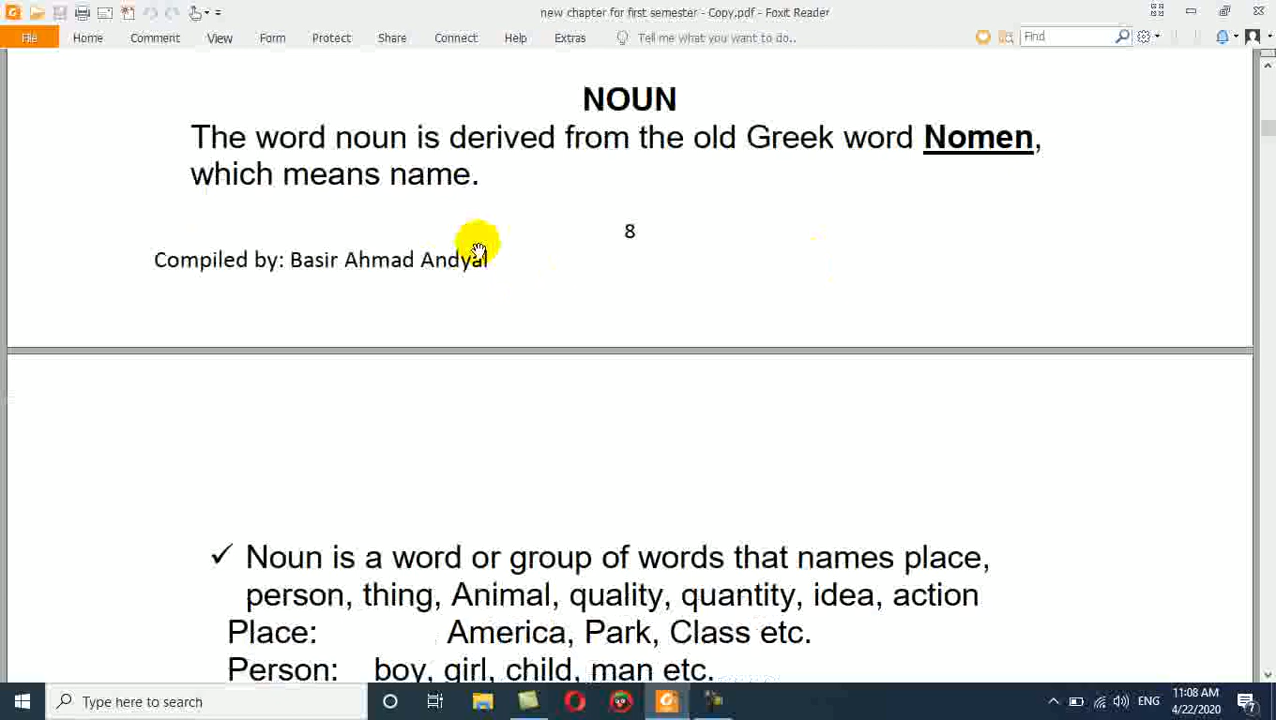 new chapter for first semester - Copy.pdf - Foxit Reader
File Home Comment View Form Protect Share Connect Help Extras Tell me what you want to do.. Find
NOUN
The word noun is derived from the old Greek word Nomen,
which means name.
8
Compiled by: Basir Ahmad Andyal
✓ Noun is a word or group of words that names place,
person, thing, Animal, quality, quantity, idea, action
Place: America, Park, Class etc.
Person: boy, girl, child, man etc.
Type here to search
ENG
11:08 AM
4/22/2020
7